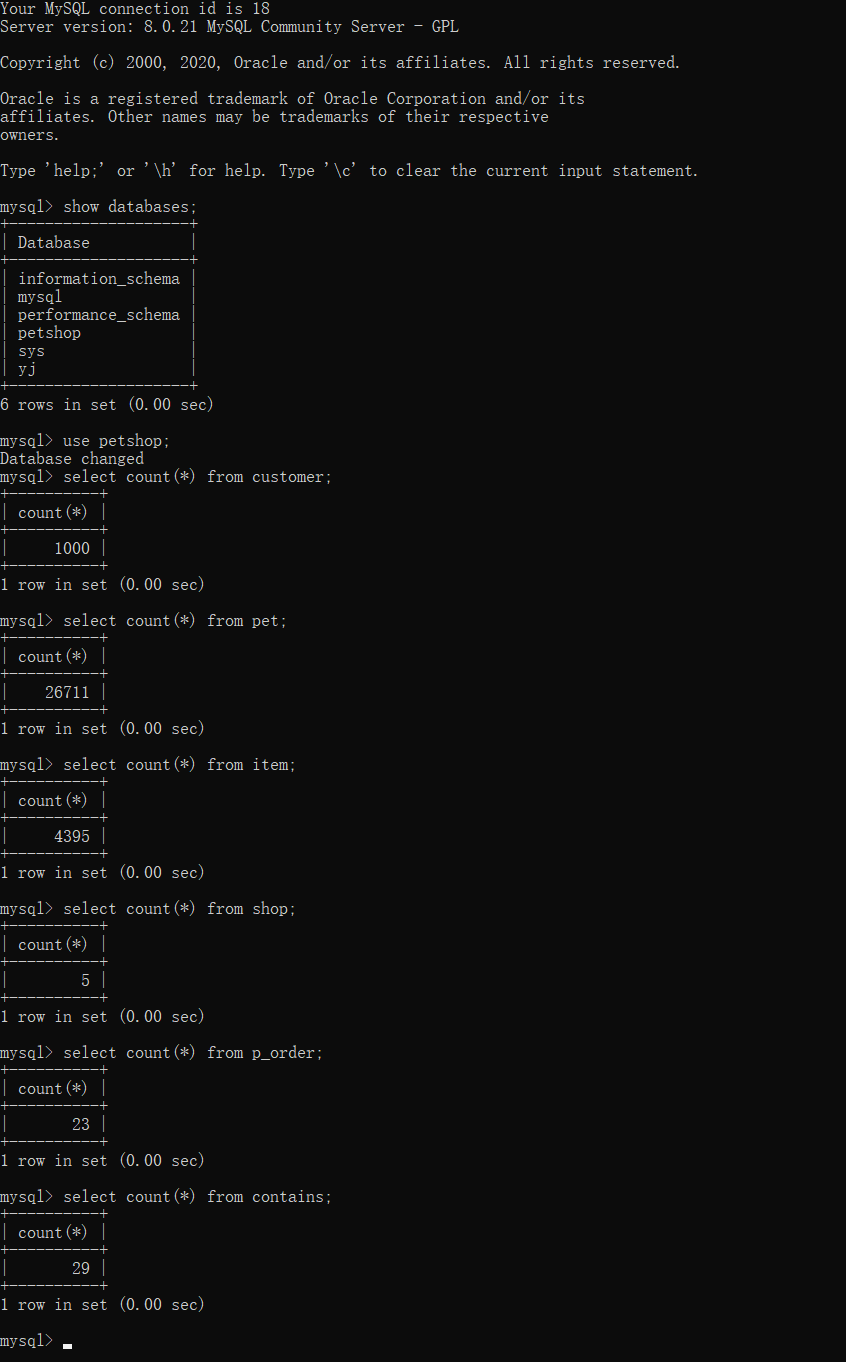 Your MySQL connection id is 18
Server version: 8.0.21 MySQL Community Server - GPL

Copyright (c) 2000, 2020, Oracle and/or its affiliates. All rights reserved.

Oracle is a registered trademark of Oracle Corporation and/or its
affiliates. Other names may be trademarks of their respective
owners.

Type 'help;' or '\h' for help. Type '\c' to clear the current input statement.

mysql> show databases;
+--------------------+
| Database           |
+--------------------+
| information_schema |
| mysql              |
| performance_schema |
| petshop            |
| sys                |
| yj                 |
+--------------------+
6 rows in set (0.00 sec)

mysql> use petshop;
Database changed
mysql> select count(*) from customer;
+----------+
| count(*) |
+----------+
|     1000 |
+----------+
1 row in set (0.00 sec)

mysql> select count(*) from pet;
+----------+
| count(*) |
+----------+
|    26711 |
+----------+
1 row in set (0.00 sec)

mysql> select count(*) from item;
+----------+
| count(*) |
+----------+
|     4395 |
+----------+
1 row in set (0.00 sec)

mysql> select count(*) from shop;
+----------+
| count(*) |
+----------+
|        5 |
+----------+
1 row in set (0.00 sec)

mysql> select count(*) from p_order;
+----------+
| count(*) |
+----------+
|       23 |
+----------+
1 row in set (0.00 sec)

mysql> select count(*) from contains;
+----------+
| count(*) |
+----------+
|       29 |
+----------+
1 row in set (0.00 sec)

mysql>